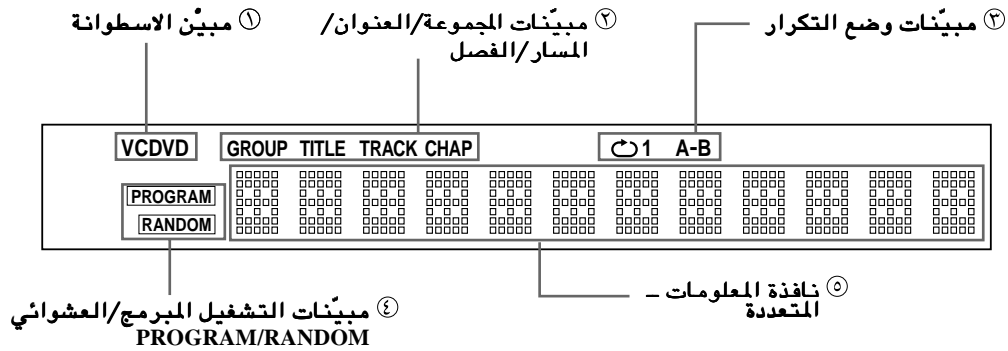 ① مبيّن الاسطوانة
② مبيّنات المجموعة/العنوان/
المسار/الفصل
③ مبيّنات وضع التكرار
VCDVD GROUP TITLE TRACK CHAP 1 A-B
PROGRAM
RANDOM
④ مبيّنات التشغيل المبرمج/العشوائي
PROGRAM/RANDOM
⑤ نافذة المعلومات –
المتعددة